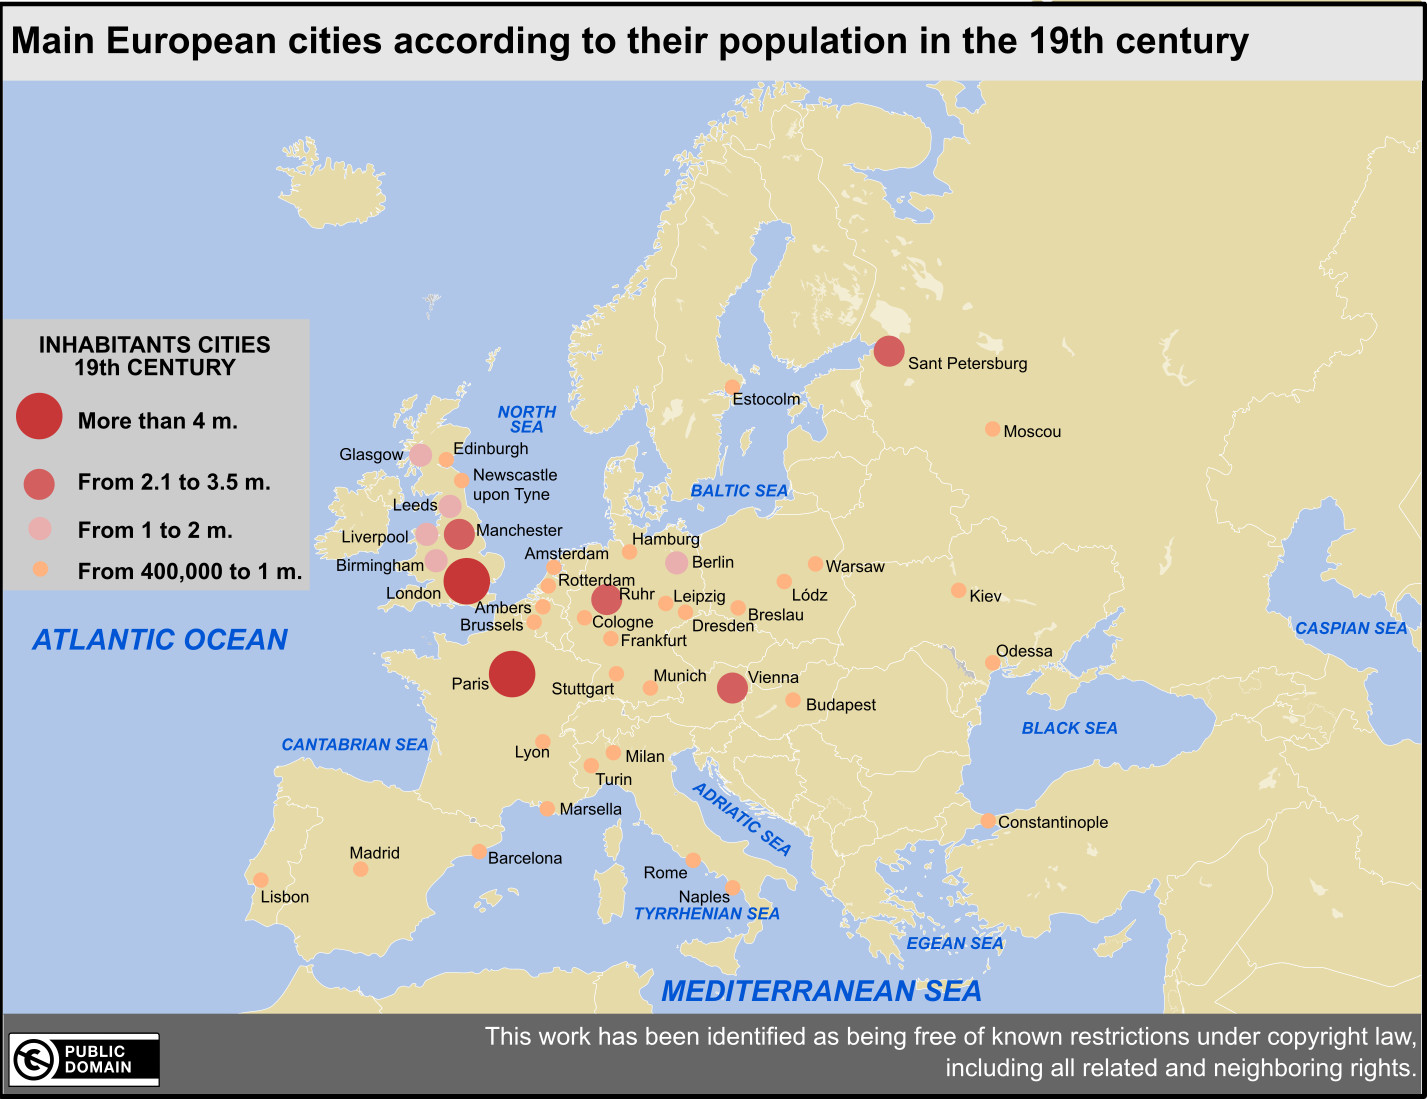 Main European cities according to their population in the 19th century
INHABITANTS CITIES
19th CENTURY
More than 4 m.
From 2.1 to 3.5 m.
From 1 to 2 m.
From 400,000 to 1 m.
Sant Petersburg
Estocolm
NORTH
SEA
Moscou
Glasgow
Edinburgh
Newscastle
upon Tyne
BALTIC SEA
Leeds
Manchester
Liverpool
Hamburg
Amsterdam
Birmingham
Berlin
Warsaw
Rotterdam
London
Ruhr
Leipzig
Lódz
Kiev
Ambers
Breslau
Brussels
Cologne
Dresden
CASPIAN SEA
ATLANTIC OCEAN
Frankfurt
Odessa
Paris
Stuttgart
Munich
Vienna
Budapest
BLACK SEA
CANTABRIAN SEA
Lyon
Milan
Turin
Marsella
ADRIATIC SEA
Constantinople
Madrid
Barcelona
Rome
Lisbon
Naples
TYRRHENIAN SEA
EGEAN SEA
MEDITERRANEAN SEA
PUBLIC
DOMAIN
This work has been identified as being free of known restrictions under copyright law,
including all related and neighboring rights.